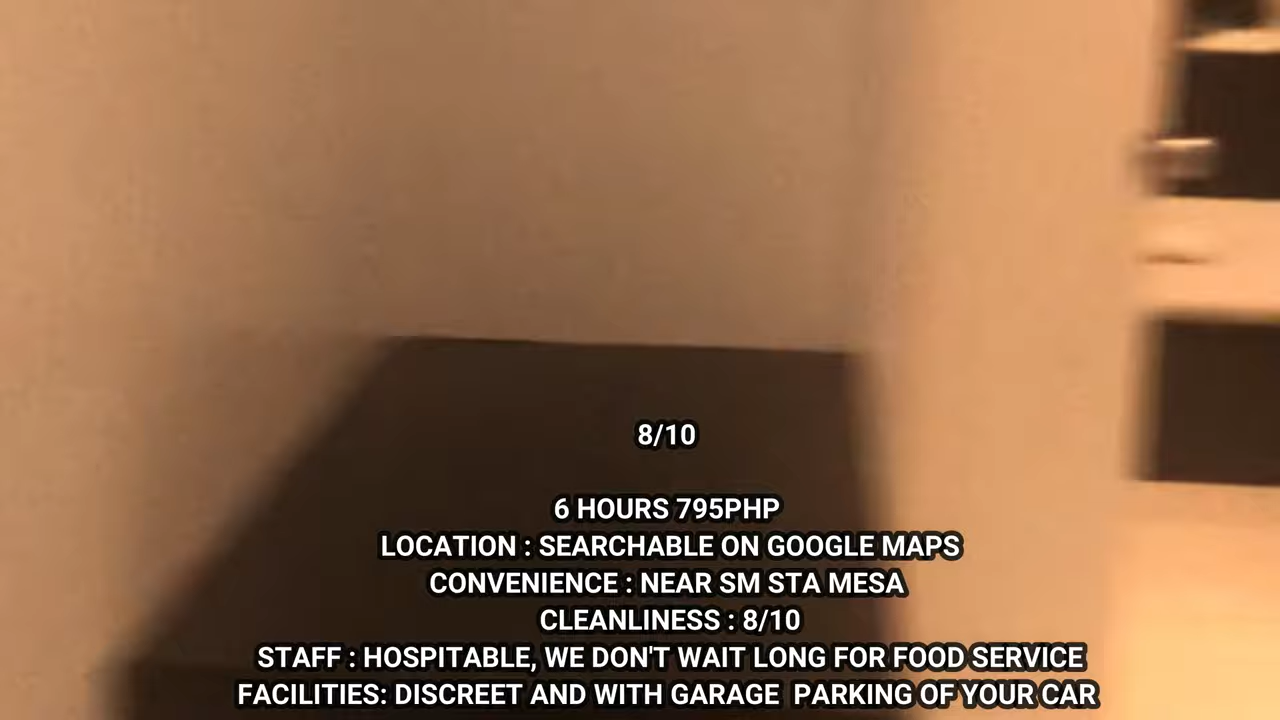 8/10
6 HOURS 795PHP
LOCATION : SEARCHABLE ON GOOGLE MAPS
CONVENIENCE : NEAR SM STA MESA
CLEANLINESS : 8/10
STAFF : HOSPITABLE, WE DON'T WAIT LONG FOR FOOD SERVICE
FACILITIES: DISCREET AND WITH GARAGE  PARKING OF YOUR CAR